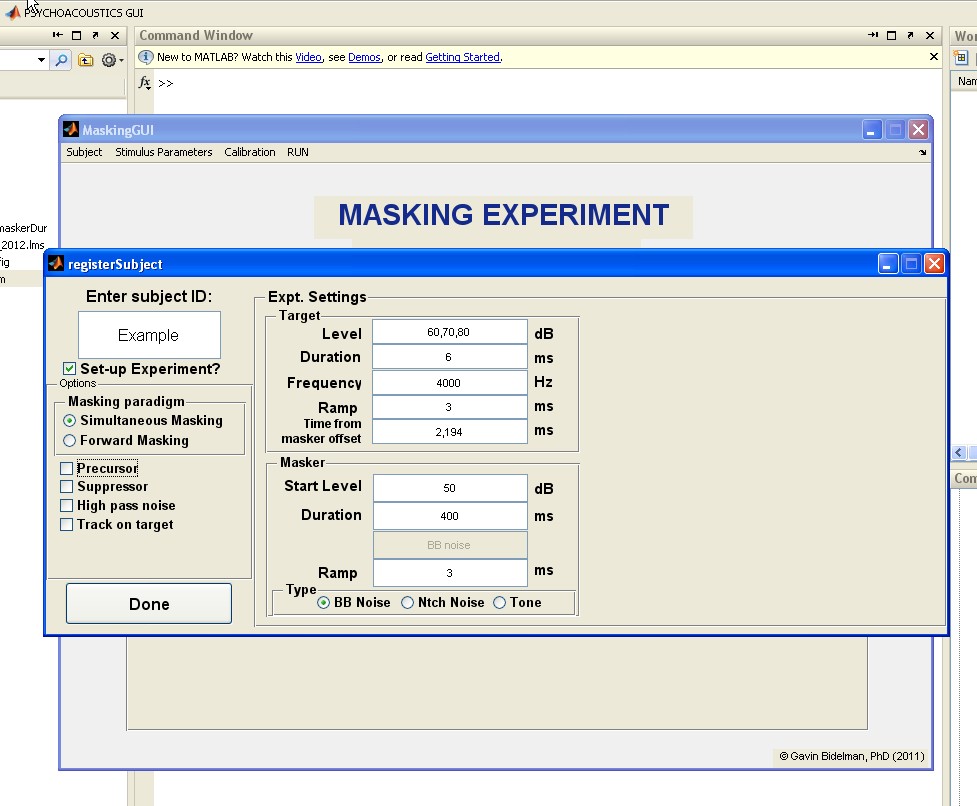 PSYCHOACOUSTICS GUI
Command Window
Wor
New to MATLAB? Watch this Video, see Demos, or read Getting Started.
fx >>
Nam
MaskingGUI
Subject Stimulus Parameters Calibration RUN
MASKING EXPERIMENT
maskerDur
_2012.lms
fig
m
registerSubject
Enter subject ID:
Example
Set-up Experiment?
Options
Masking paradigm
Simultaneous Masking
Forward Masking
Precursor
Suppressor
High pass noise
Track on target
Done
Expt. Settings
Target
Level 60,70,80 dB
Duration 6 ms
Frequency 4000 Hz
Ramp 3 ms
Time from
masker offset 2,194 ms
Masker
Start Level 50 dB
Duration 400 ms
BB noise
Ramp 3 ms
Type
BB Noise Ntch Noise Tone
Com
© Gavin Bidelman, PhD (2011)